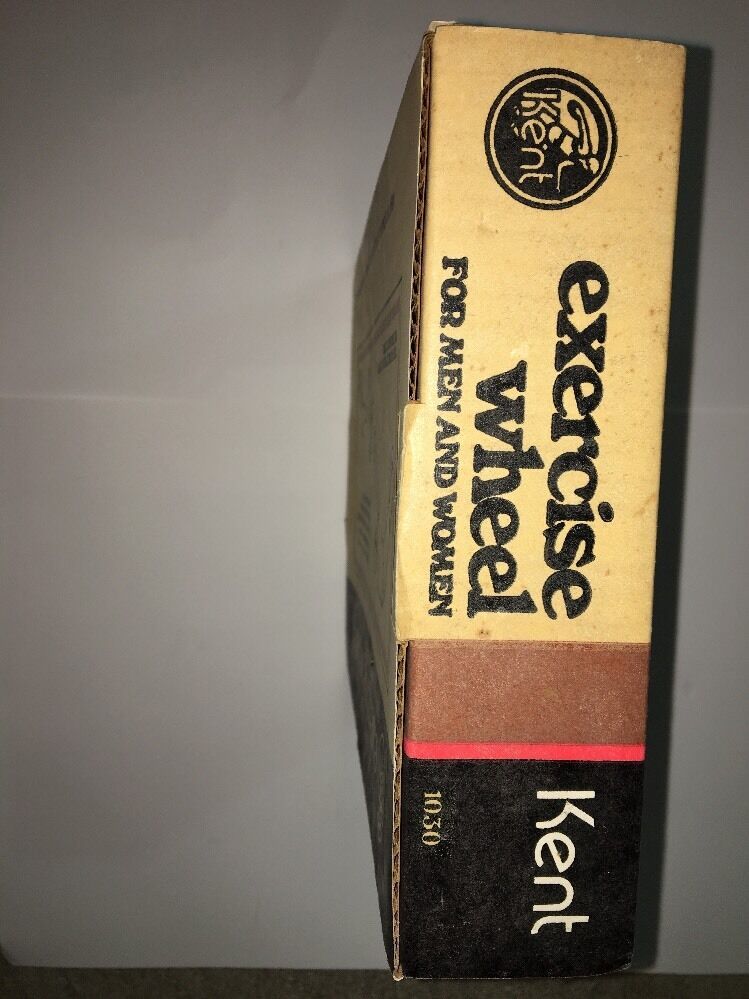 Kent
exercise
wheel
FOR MEN AND WOMEN
Kent
1030